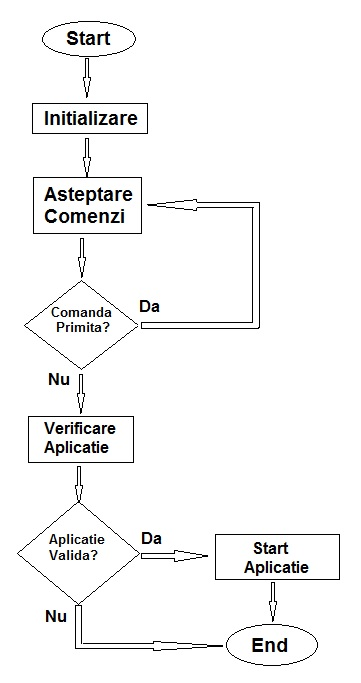 Start
Initializare
Asteptare
Comenzi
Comanda
Primita?
Da
Nu
Verificare
Aplicatie
Aplicatie
Valida?
Da
Start
Aplicatie
Nu
End